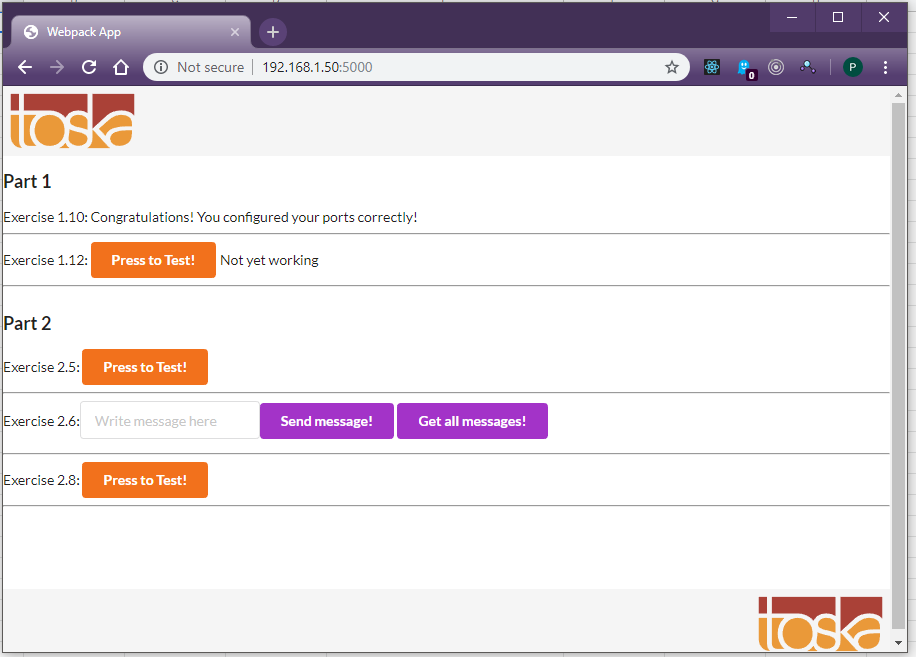 Webpack App
Not secure 192.168.1.50:5000
0
P
toska
Part 1
Exercise 1.10: Congratulations! You configured your ports correctly!
Exercise 1.12: Press to Test! Not yet working
Part 2
Exercise 2.5: Press to Test!
Exercise 2.6: Write message here Send message! Get all messages!
Exercise 2.8: Press to Test!
toska